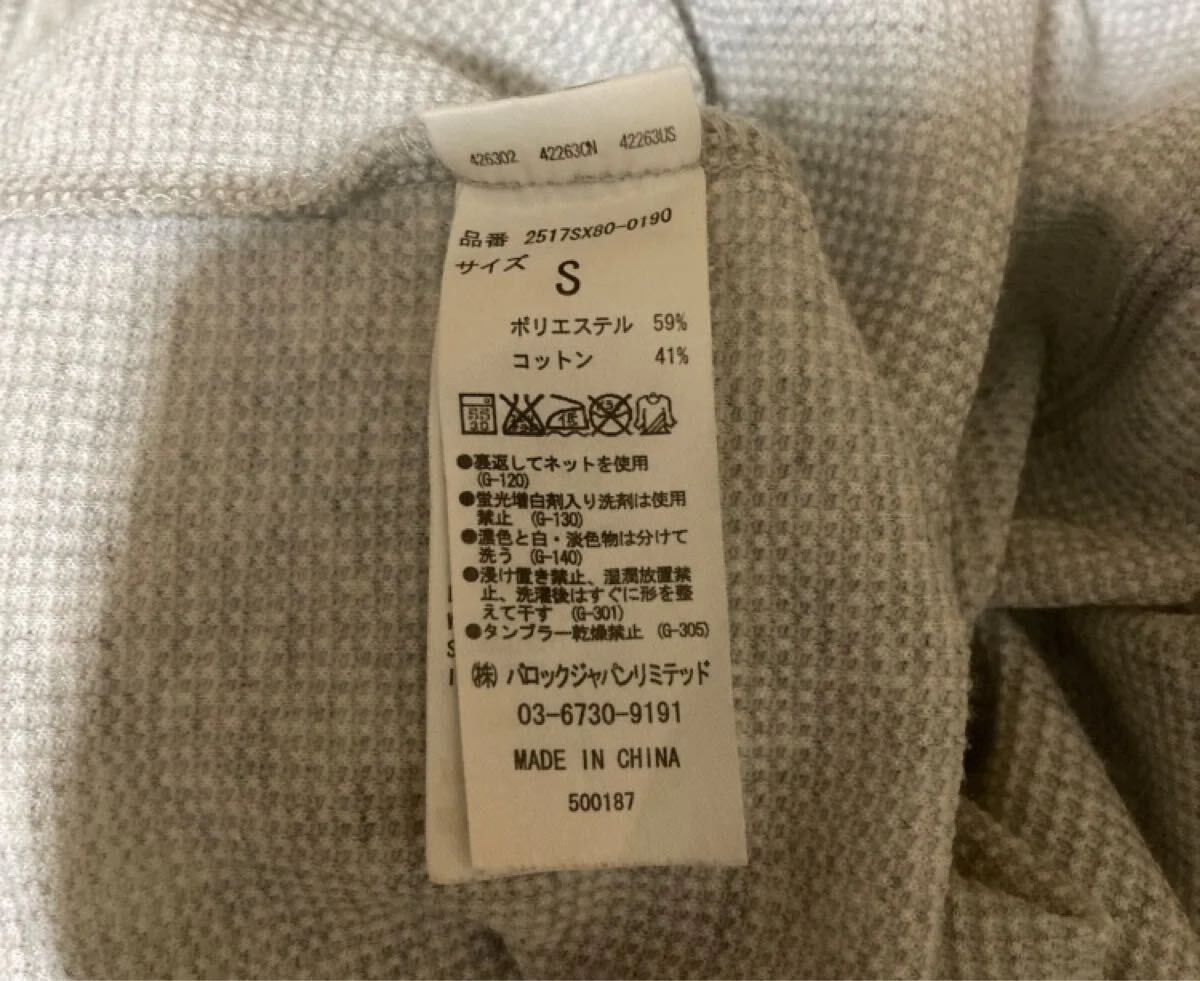 426302 42263CN 42263US
品番 2517SX80-0190
サイズ S
ポリエステル 59%
コットン 41%
●裏返してネットを使用
(G-120)
●蛍光増白剤入り洗剤は使用
禁止 (G-130)
●濃色と白・淡色物は分けて
洗う (G-140)
●浸け置き禁止、湿潤放置禁
止、洗濯後はすぐに形を整
えて干す (G-301)
●タンブラー乾燥禁止 (G-305)
㈱ バロックジャパンリミテッド
03-6730-9191
MADE IN CHINA
500187